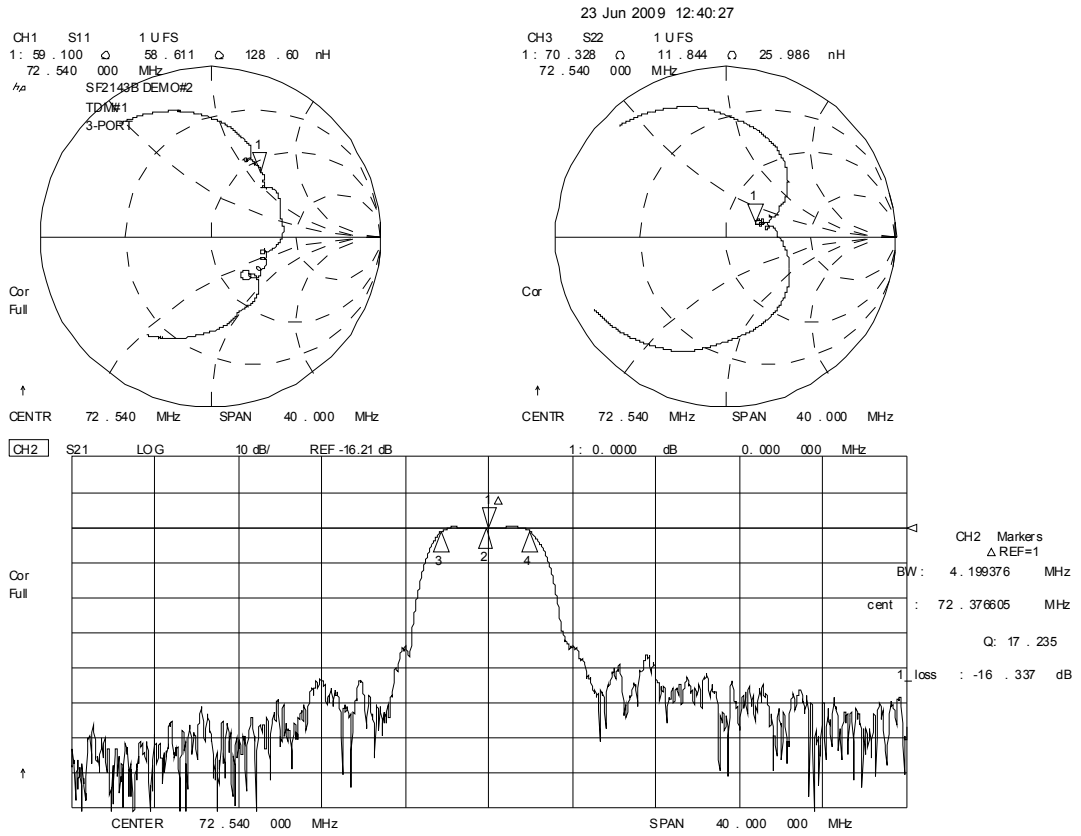 23 Jun 2009 12:40:27
CH1 S11 1 U FS
1: 59.100 Ω 58.611 Ω 128.60 nH
72.540 000 MHz
hp
SF2143B DEMO#2
TDM#1
3-PORT
1
Cor
Full
↑
CENTR 72.540 MHz SPAN 40.000 MHz
CH3 S22 1 U FS
1: 70.328 Ω 11.844 Ω 25.986 nH
72.540 000 MHz
1
Cor
↑
CENTR 72.540 MHz SPAN 40.000 MHz
CH2 S21 LOG 10 dB/ REF -16.21 dB 1: 0.0000 dB 0.000 000 MHz
1 Δ
3 2 4
Cor
Full
↑
CH2 Markers
Δ REF=1
BW: 4.199376 MHz
cent : 72.376605 MHz
Q: 17.235
1_loss : -16.337 dB
CENTER 72.540 000 MHz SPAN 40.000 000 MHz